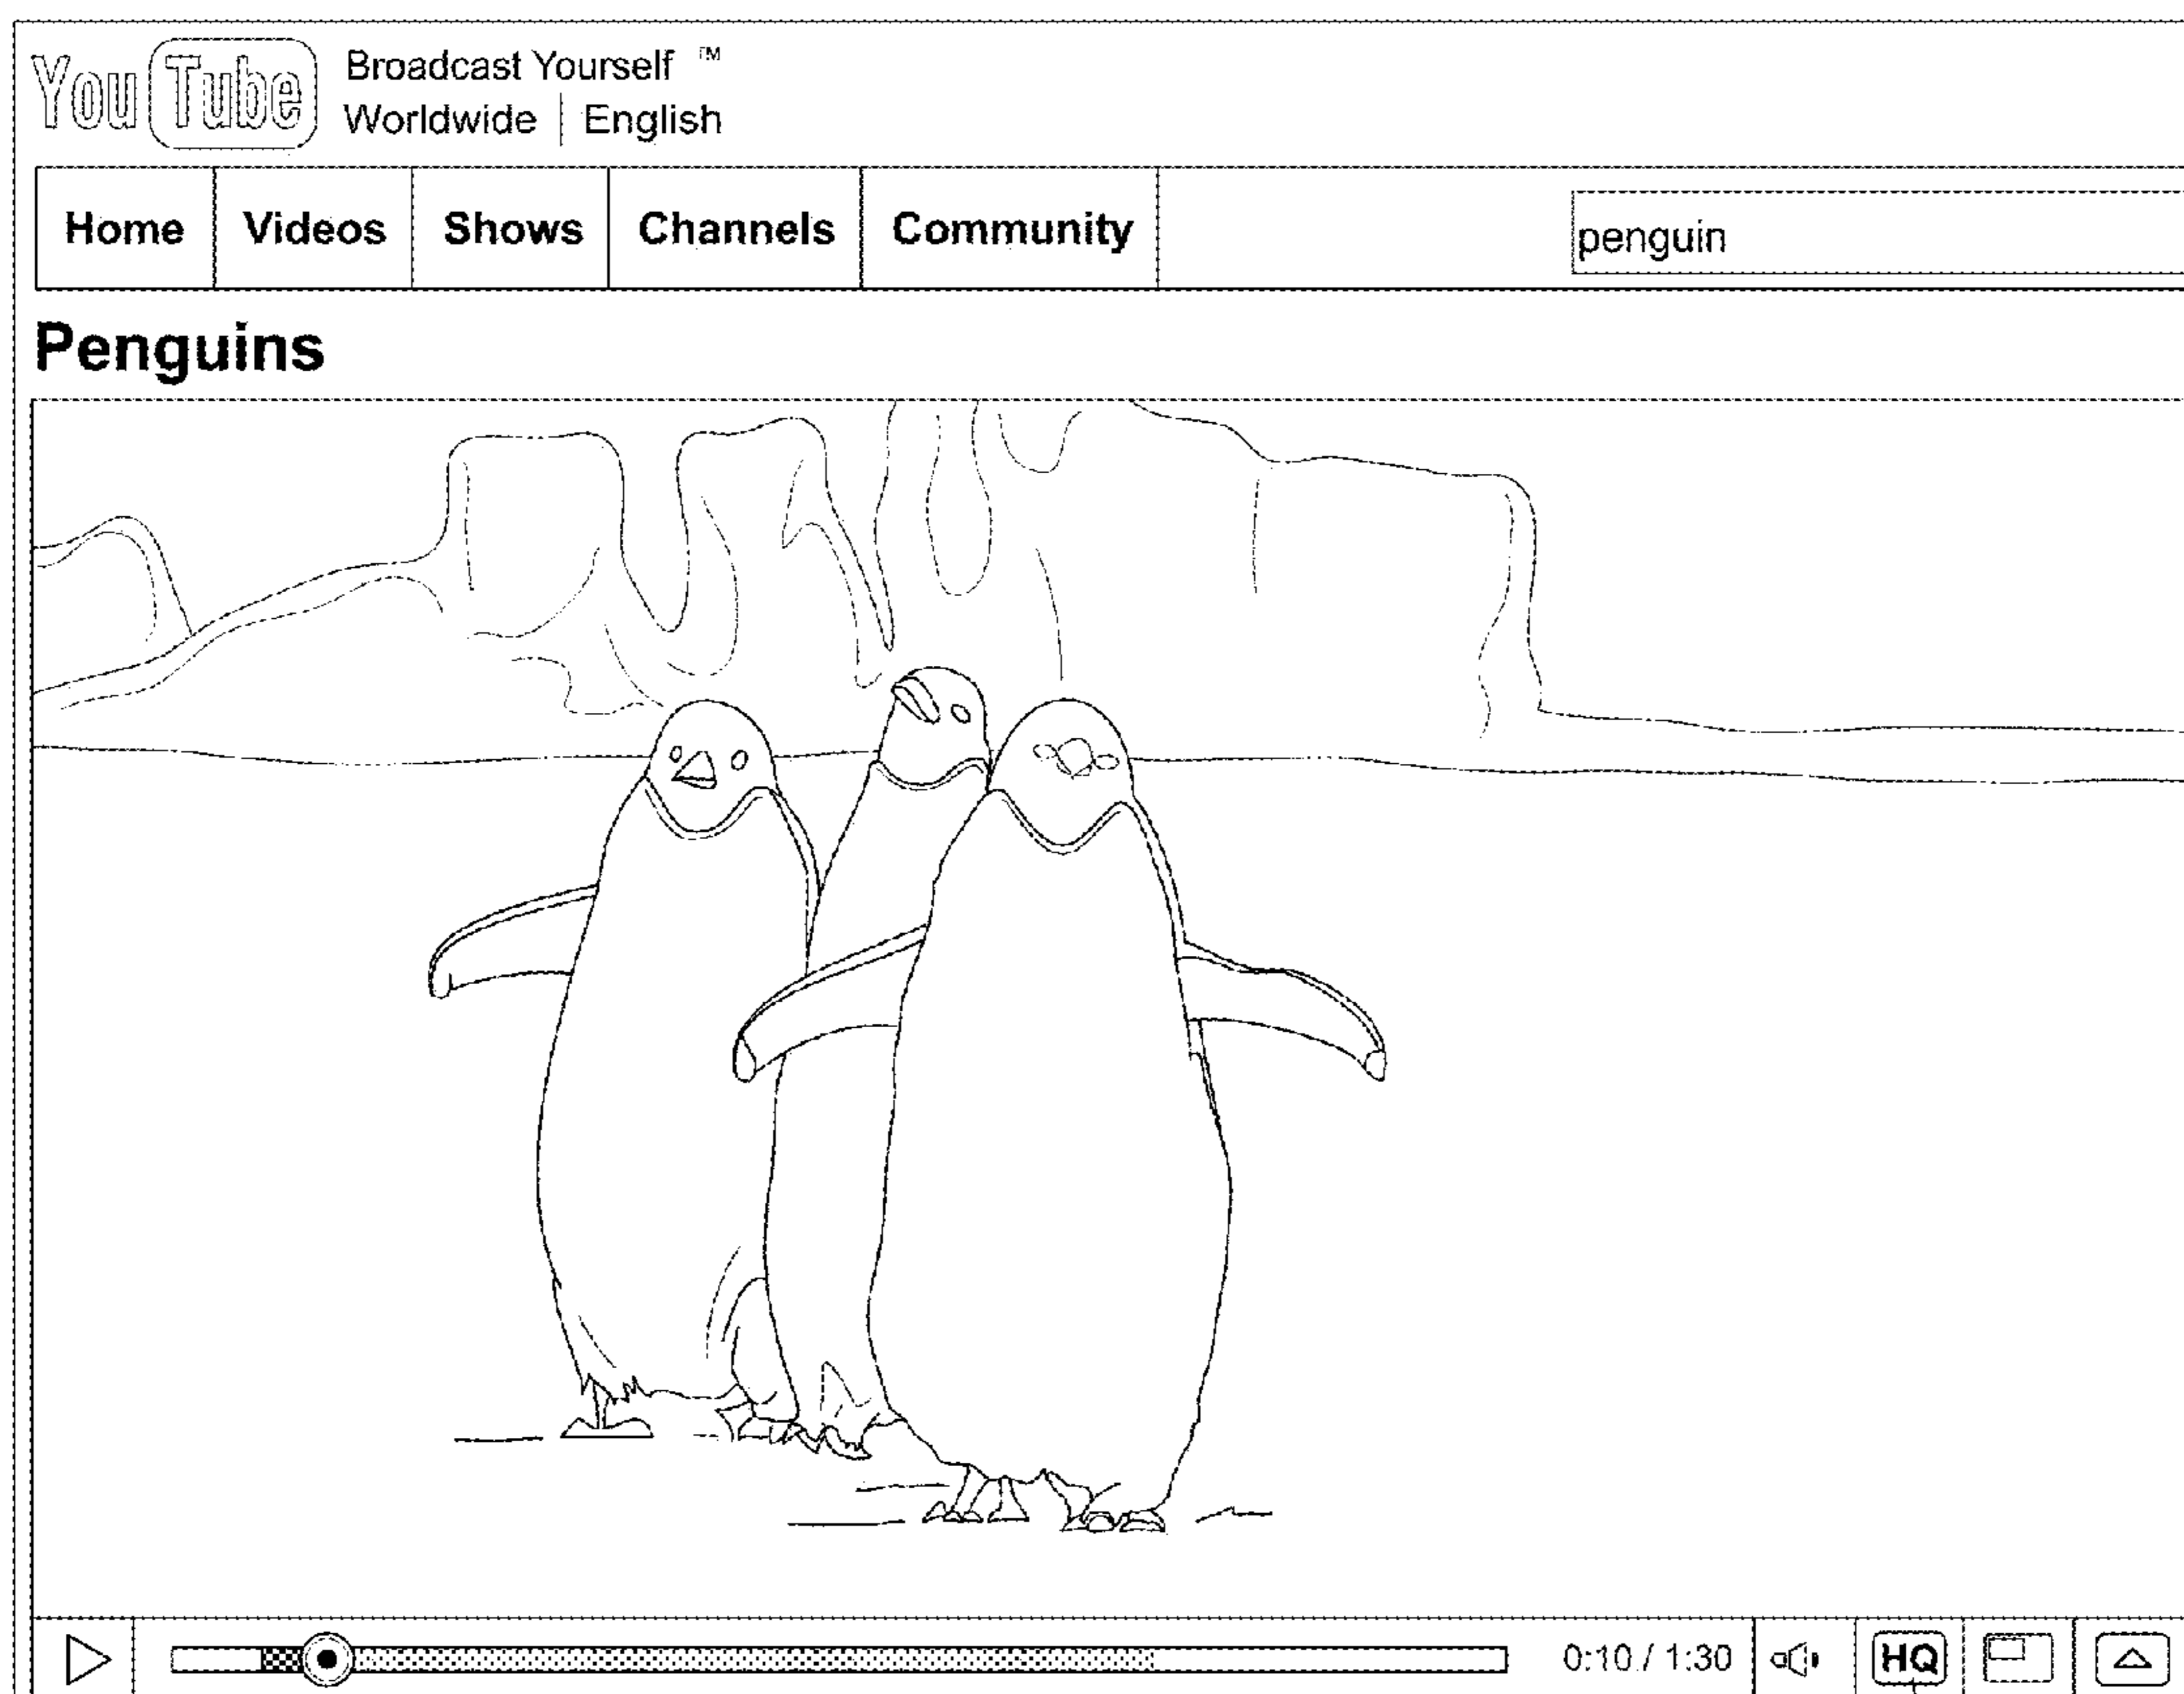 YouTube
Broadcast Yourself ™
Worldwide | English
Home Videos Shows Channels Community penguin
Penguins
0:10 / 1:30 HQ